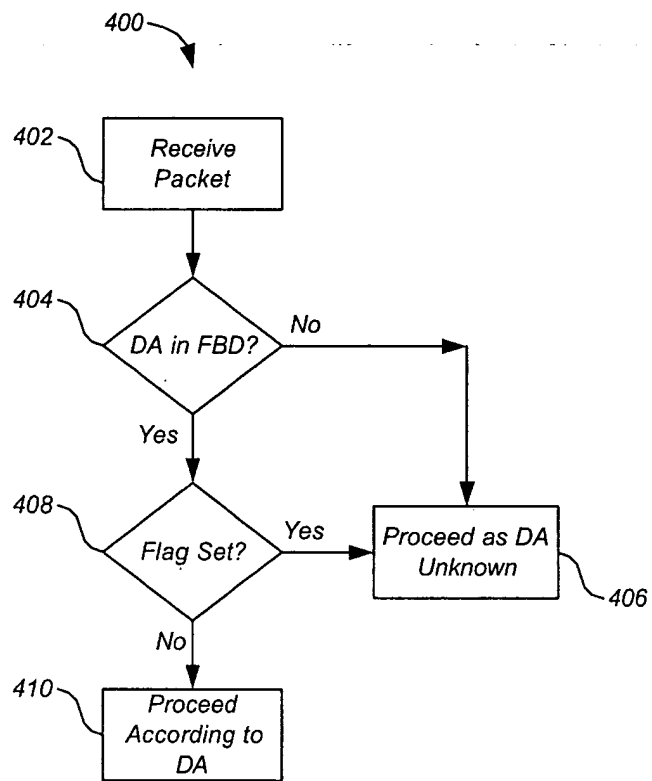 400
402
Receive
Packet
404
DA in FBD?
No
Yes
408
Flag Set?
Yes
Proceed as DA
Unknown
406
No
410
Proceed
According to
DA